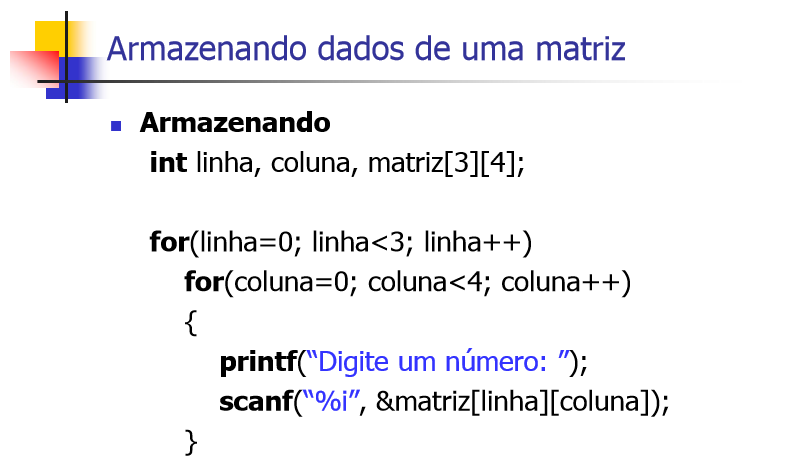 Armazenando dados de uma matriz
Armazenando
int linha, coluna, matriz[3][4];
for(linha=0; linha<3; linha++)
for(coluna=0; coluna<4; coluna++)
{
printf(“Digite um número: ”);
scanf(“%i”, &matriz[linha][coluna]);
}